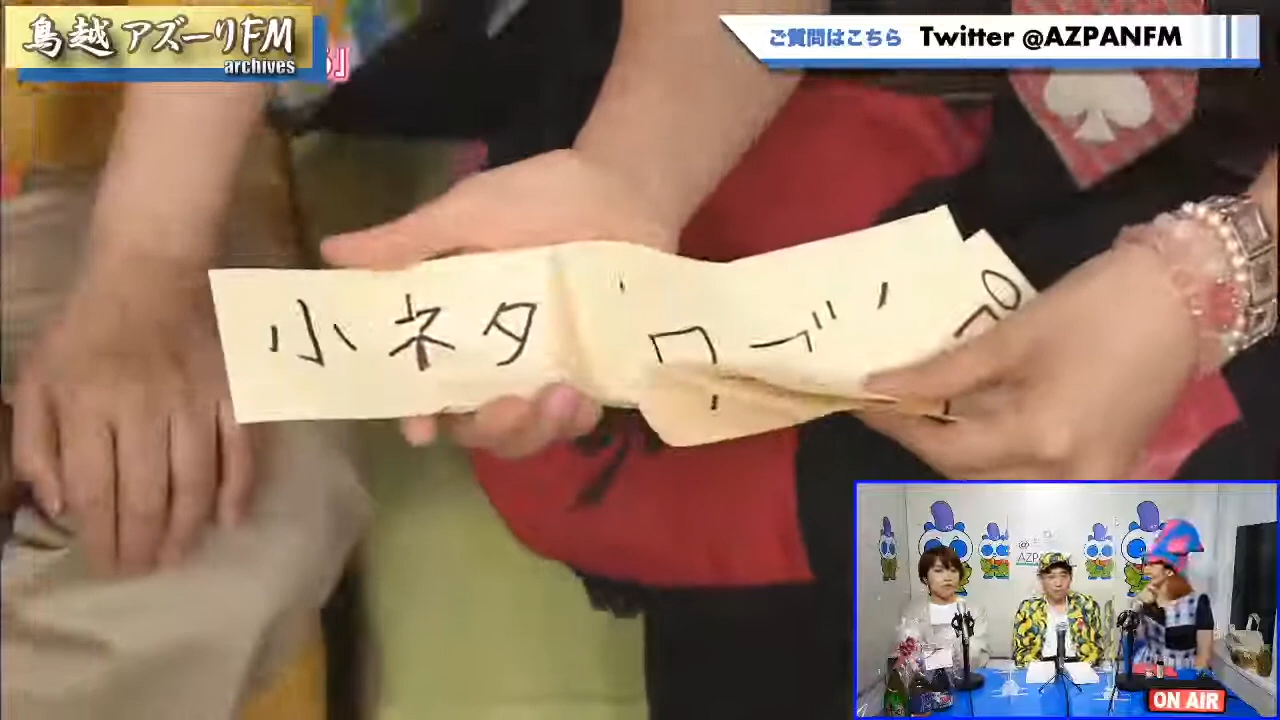 鳥越 アズーリFM
archives
る』
ご質問はこちら Twitter @AZPANFM
小ネタ
ON AIR